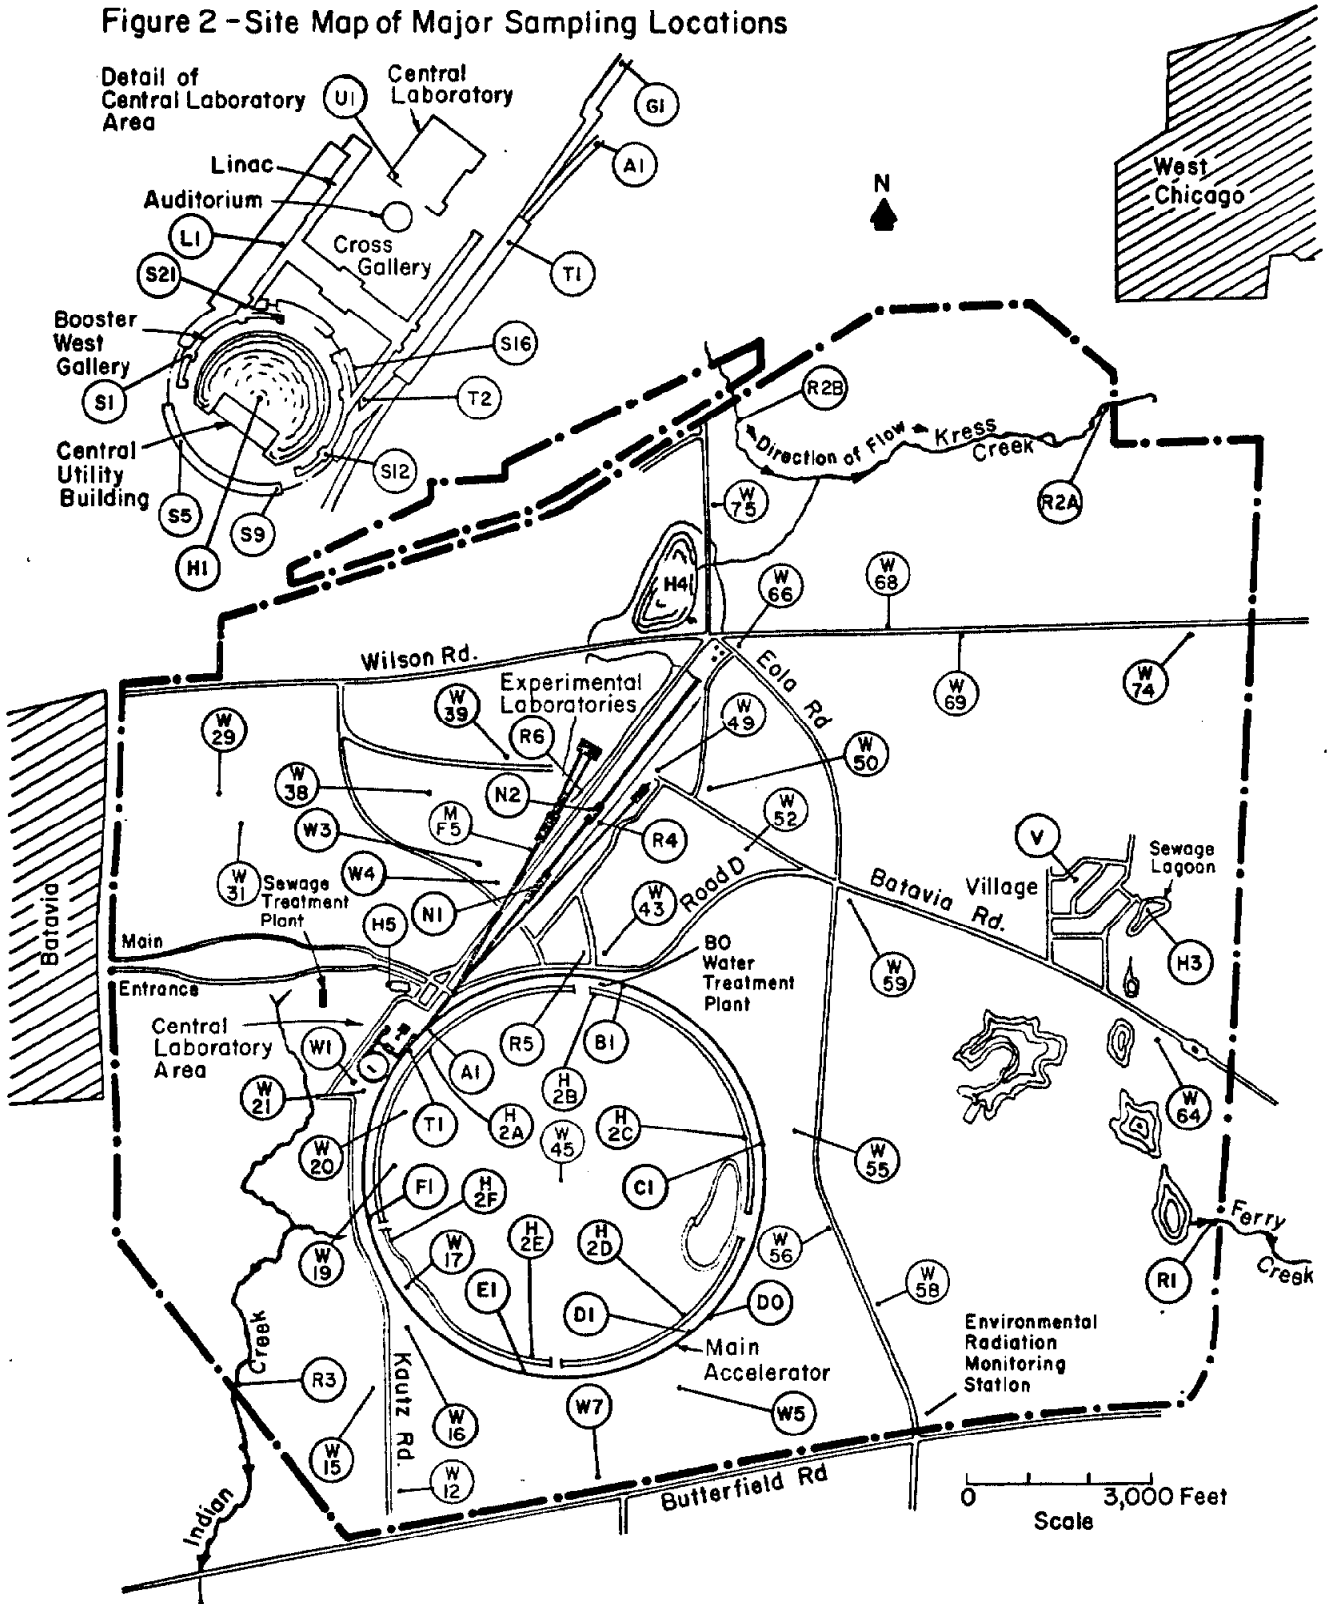 Figure 2 – Site Map of Major Sampling Locations
Detail of
Central Laboratory
Area
U1
Central
Laboratory
G1
A1
Linac
Auditorium
L1
Cross
Gallery
S21
T1
Booster
West
Gallery
S16
S1
T2
Central
Utility
Building
S12
S5
S9
H1
N
West
Chicago
R2B
Direction of Flow
Kress
Creek
R2A
W
75
H4
W
66
W
68
Wilson Rd.
Eola Rd
W
69
W
74
Experimental
Laboratories
W
39
W
49
W
29
R6
W
50
W
38
N2
M
F5
W
52
W3
R4
V
Sewage
Lagoon
W4
Road D
Batavia Rd.
Village
W
31
Sewage
Treatment
Plant
N1
W
43
H5
Batavia
Main
Entrance
BO
Water
Treatment
Plant
W
59
H3
Central
Laboratory
Area
W1
R5
B1
1
A1
H
2B
W
21
T1
H
2A
H
2C
W
64
W
45
W
20
W
55
F1
H
2F
C1
W
19
W
17
H
2E
H
2D
W
56
Ferry
Creek
R1
E1
W
58
D1
D0
Environmental
Radiation
Monitoring
Station
Main
Accelerator
Creek
R3
Kautz Rd.
W
16
W7
W5
W
15
W
12
Butterfield Rd
Indian
0 3,000 Feet
Scale